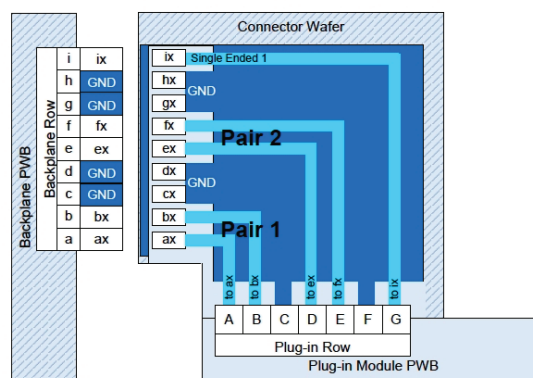 Connector Wafer
Backplane PWB
Backplane Row
i ix
h GND
g GND
f fx
e ex
d GND
c GND
b bx
a ax
ix Single Ended 1
hx
GND
gx
fx
Pair 2
ex
dx
GND
cx
bx
Pair 1
ax
to ax
to bx
to ex
to fx
to ix
A B C D E F G
Plug-in Row
Plug-in Module PWB